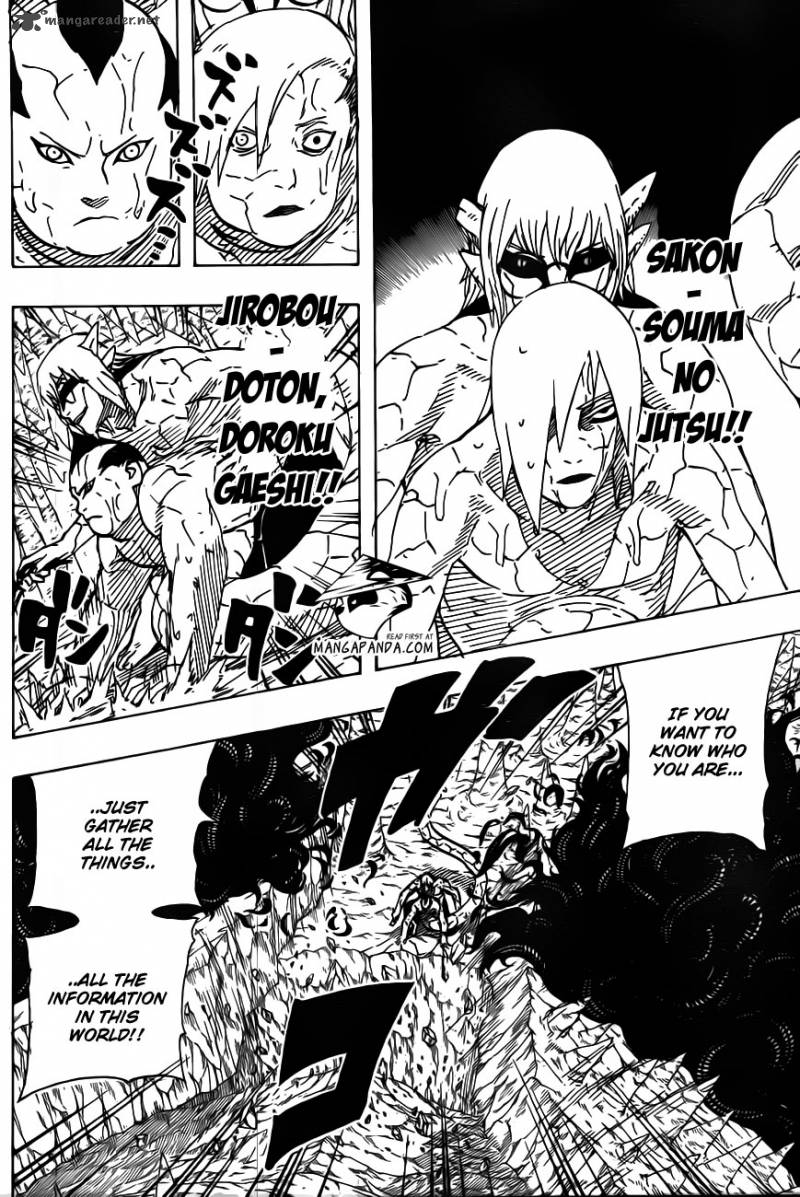 mangareader.net
SAKON
-
SOUMA
NO
JUTSU!!
ズズ
ズズ
JIROBOU
-
DOTON,
DOROKU
GAESHI!!
ダン
ダン
READ FIRST AT
MANGAPANDA.COM
IF YOU
WANT TO
KNOW WHO
YOU ARE...
ガ
コ
..JUST
GATHER
ALL THE
THINGS..
..ALL THE
INFORMATION
IN THIS
WORLD!!